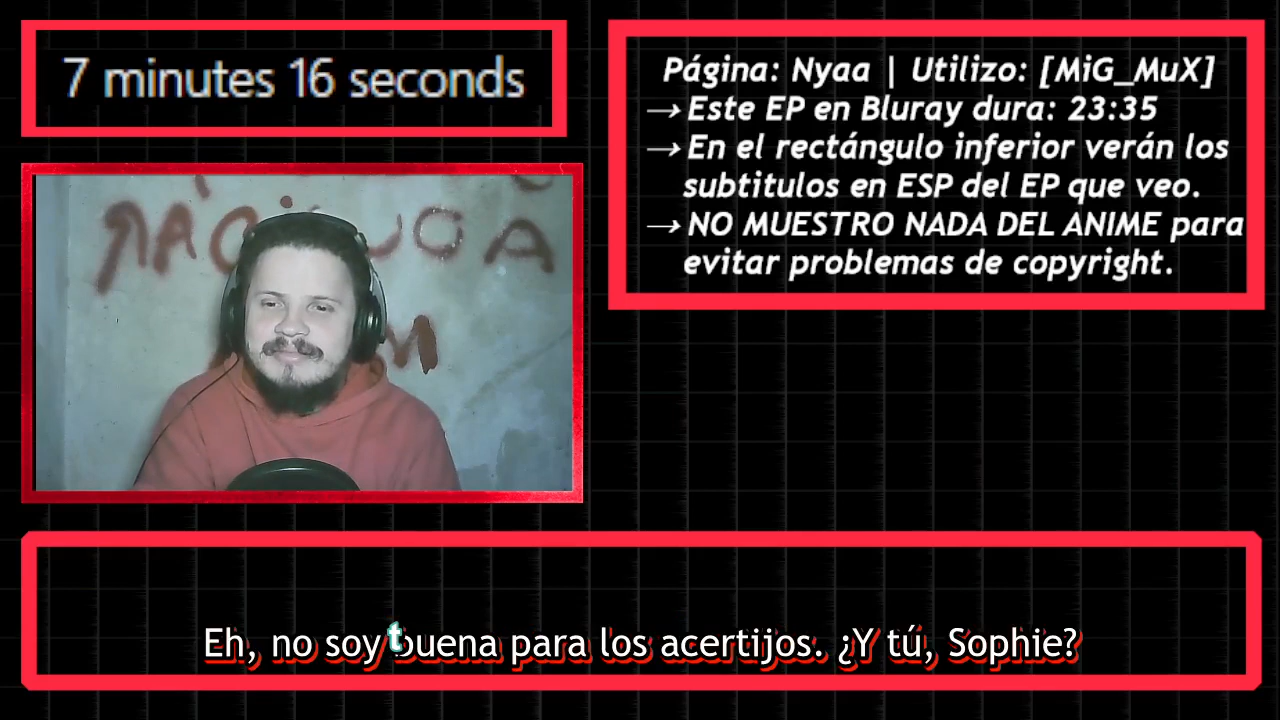 7 minutes 16 seconds
Página: Nyaa | Utilizo: [MiG_MuX]
→ Este EP en Bluray dura: 23:35
→ En el rectángulo inferior verán los
subtitulos en ESP del EP que veo.
→ NO MUESTRO NADA DEL ANIME para
evitar problemas de copyright.
Eh, no soy buena para los acertijos. ¿Y tú, Sophie?
t